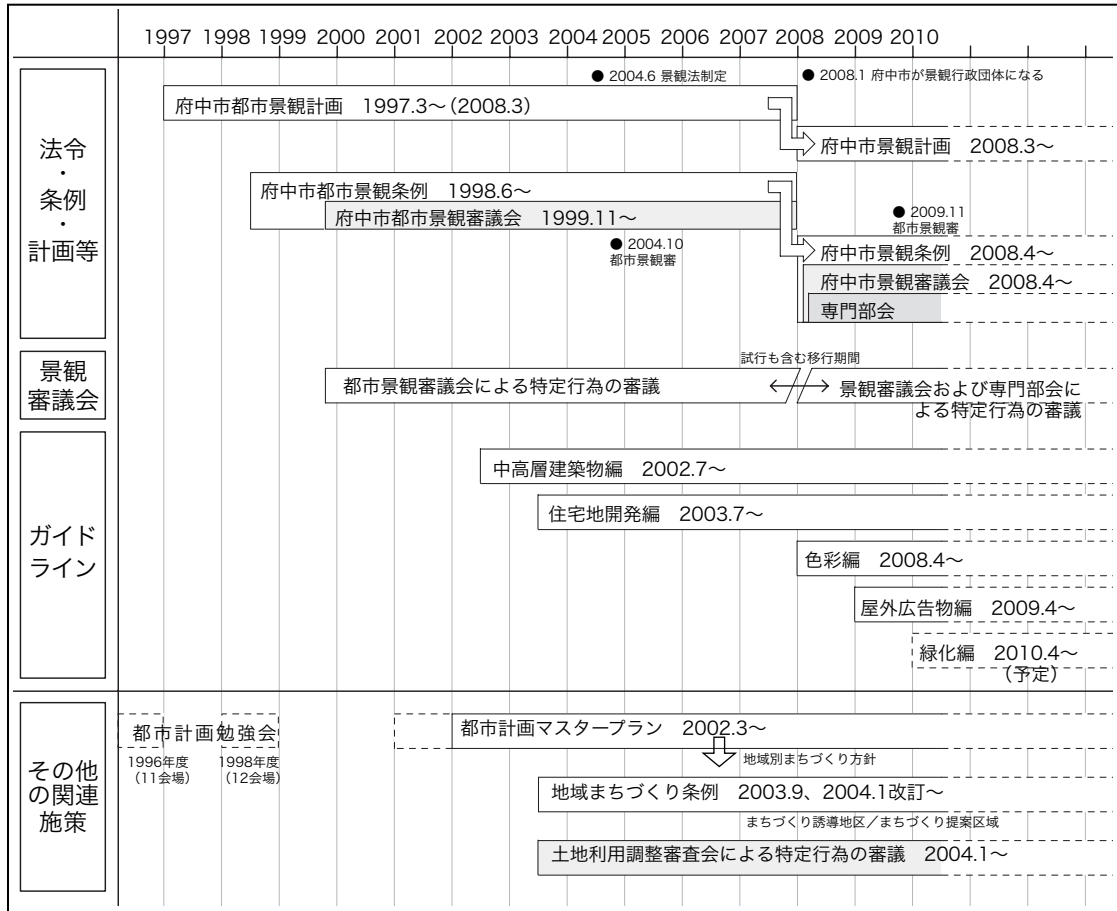 1997 1998 1999 2000 2001 2002 2003 2004 2005 2006 2007 2008 2009 2010
法令・条例・計画等
● 2004.6 景観法制定
● 2008.1 府中市が景観行政団体になる
府中市都市景観計画 1997.3〜(2008.3)
府中市景観計画 2008.3〜
府中市都市景観条例 1998.6〜
府中市都市景観審議会 1999.11〜
● 2004.10
都市景観審
● 2009.11
都市景観審
府中市景観条例 2008.4〜
府中市景観審議会 2008.4〜
専門部会
景観
審議会
試行も含む移行期間
都市景観審議会による特定行為の審議
景観審議会および専門部会に
よる特定行為の審議
ガイド
ライン
中高層建築物編 2002.7〜
住宅地開発編 2003.7〜
色彩編 2008.4〜
屋外広告物編 2009.4〜
緑化編 2010.4〜
(予定)
その他
の関連
施策
都市計画勉強会
1996年度
(11会場)
1998年度
(12会場)
都市計画マスタープラン 2002.3〜
地域別まちづくり方針
地域まちづくり条例 2003.9、2004.1改訂〜
まちづくり誘導地区/まちづくり提案区域
土地利用調整審査会による特定行為の審議 2004.1〜